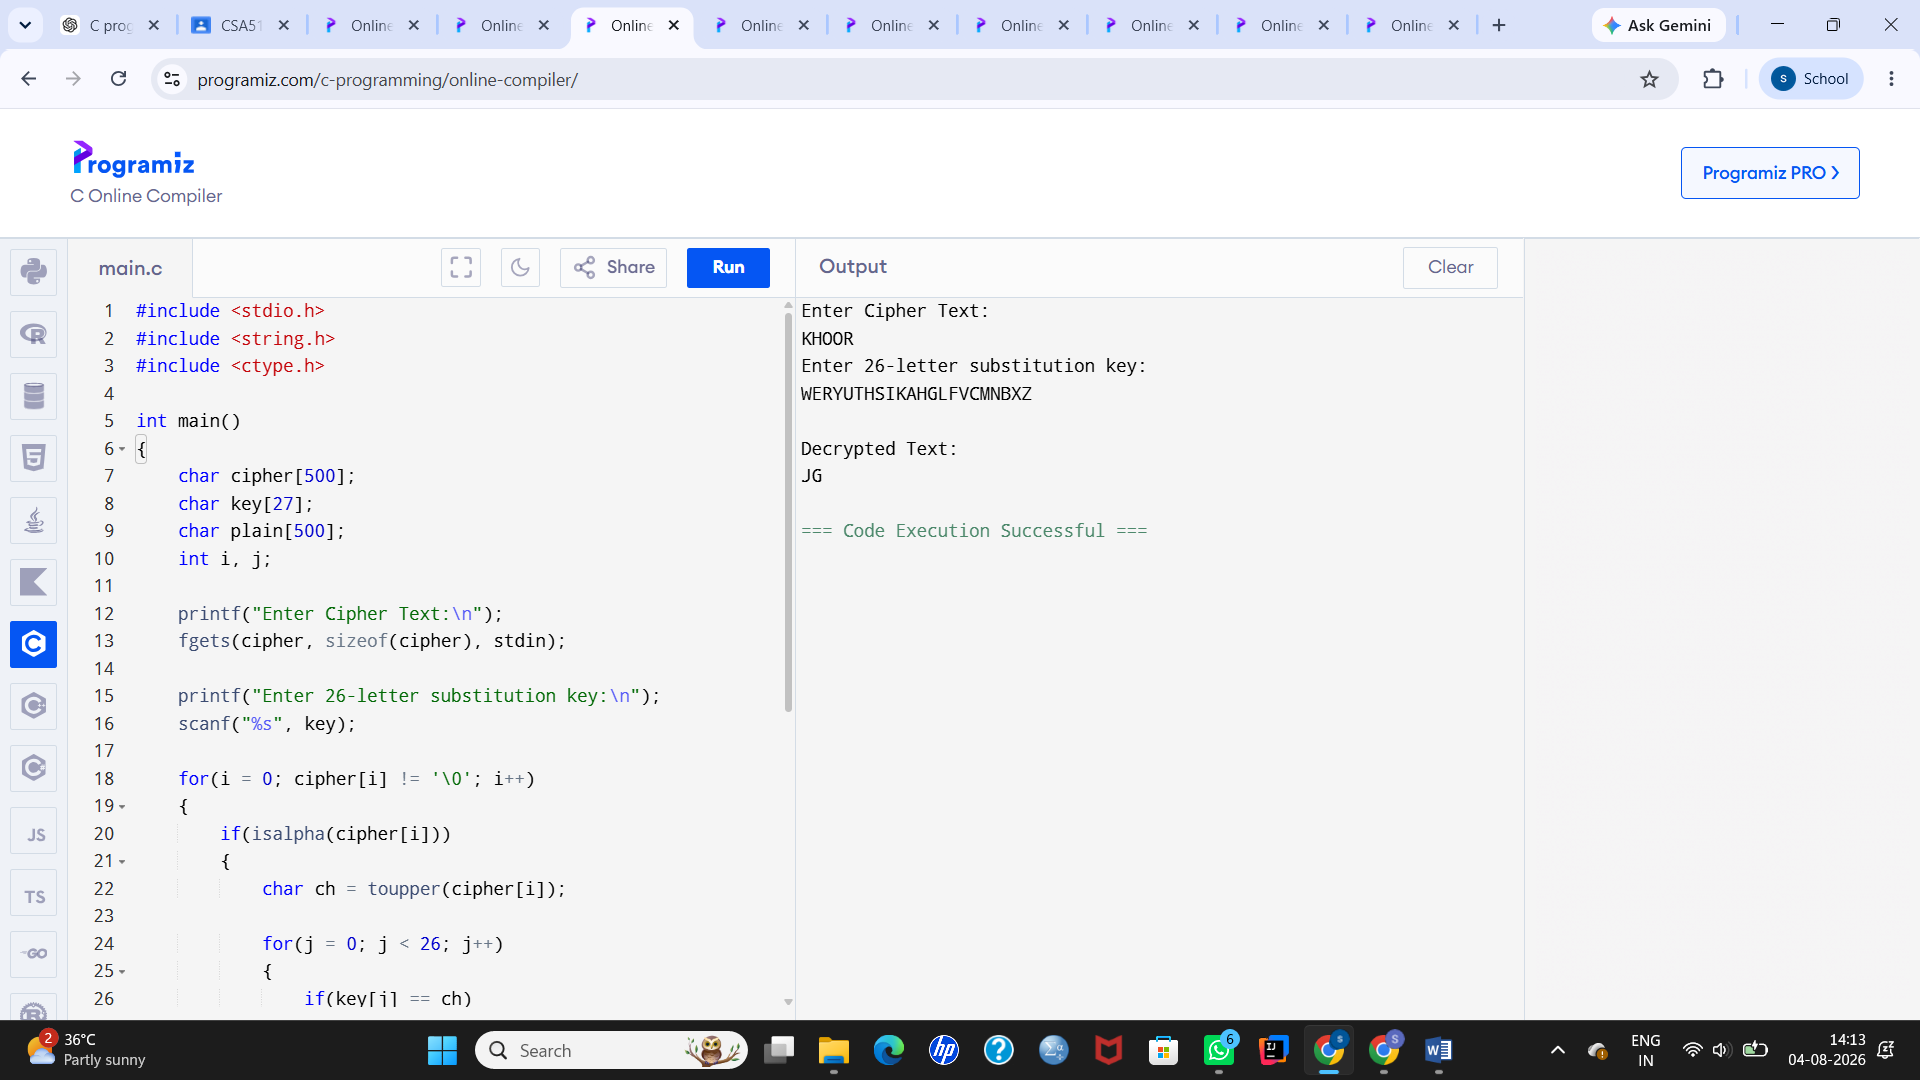 C prog
CSA51
Online
Online
Online
Online
Online
Online
Online
Online
Online
Ask Gemini
programiz.com/c-programming/online-compiler/
S School
Programiz
C Online Compiler
Programiz PRO
main.c
Share
Run
Output
Clear
1 #include <stdio.h>
2 #include <string.h>
3 #include <ctype.h>
4
5 int main()
6 {
7 char cipher[500];
8 char key[27];
9 char plain[500];
10 int i, j;
11
12 printf("Enter Cipher Text:\n");
13 fgets(cipher, sizeof(cipher), stdin);
14
15 printf("Enter 26-letter substitution key:\n");
16 scanf("%s", key);
17
18 for(i = 0; cipher[i] != '\0'; i++)
19 {
20 if(isalpha(cipher[i]))
21 {
22 char ch = toupper(cipher[i]);
23
24 for(j = 0; j < 26; j++)
25 {
26 if(key[j] == ch)
Enter Cipher Text:
KHOOR
Enter 26-letter substitution key:
WERYUTHSIKAHGLFVCMNBXZ
Decrypted Text:
JG
=== Code Execution Successful ===
JS
TS
GO
2
36°C
Partly sunny
Search
hp
6
ENG
IN
14:13
04-08-2026